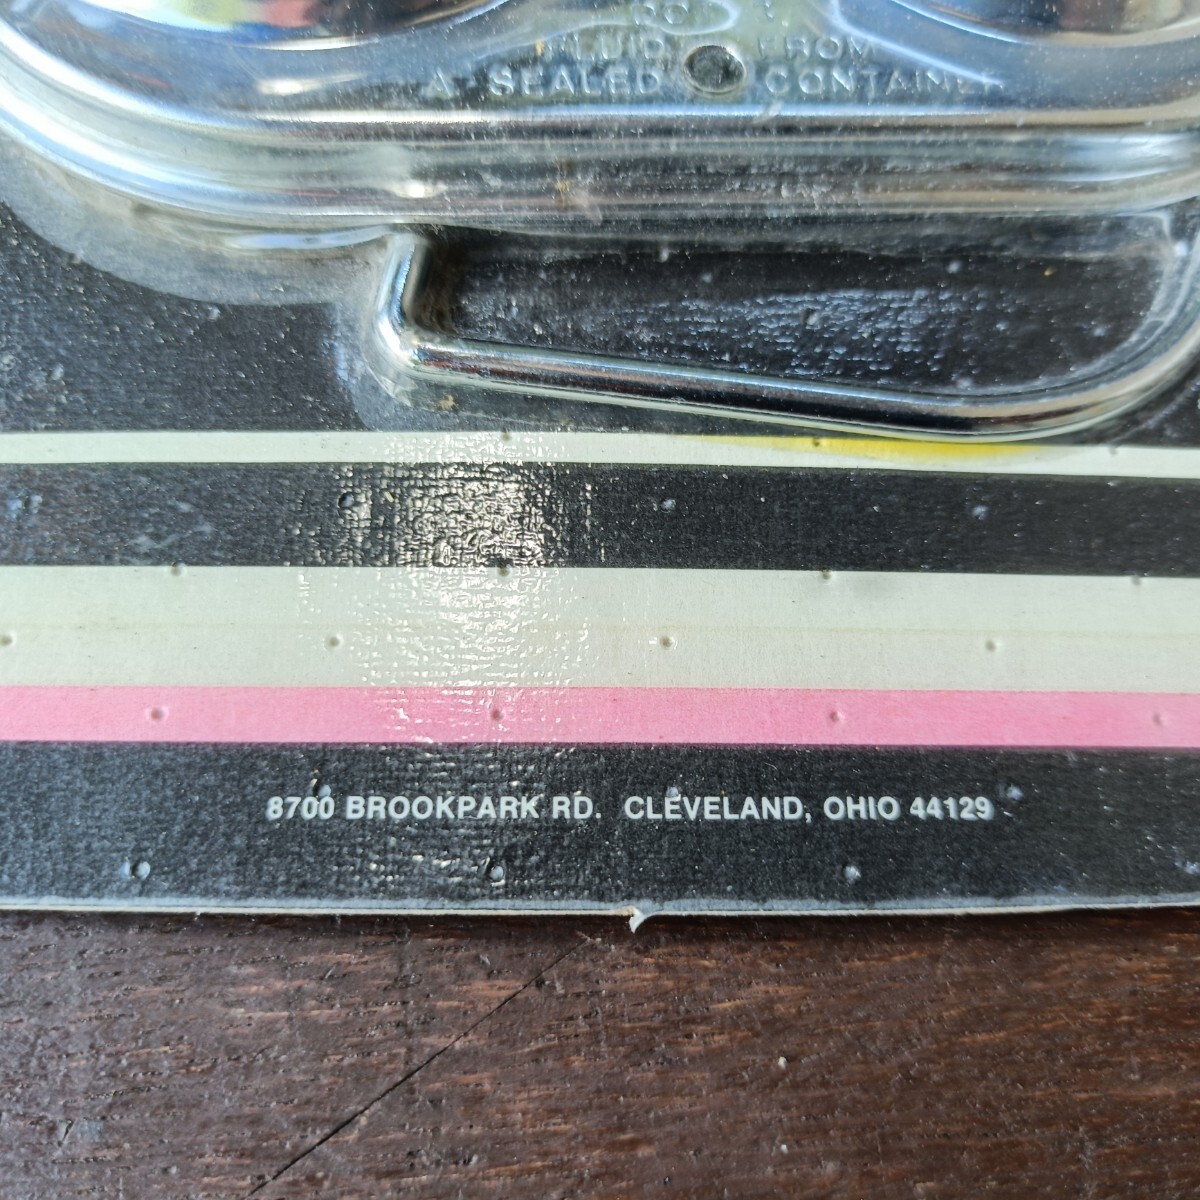 FLUID FROM
A SEALED CONTAINER
8700 BROOKPARK RD. CLEVELAND, OHIO 44129